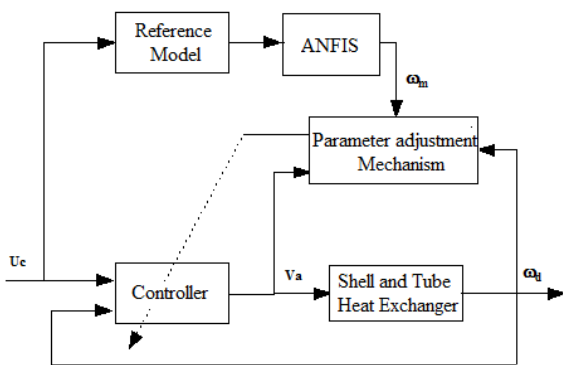 Reference
Model
ANFIS
ωm
Parameter adjustment
Mechanism
Uc
Controller
Va
Shell and Tube
Heat Exchanger
ωd